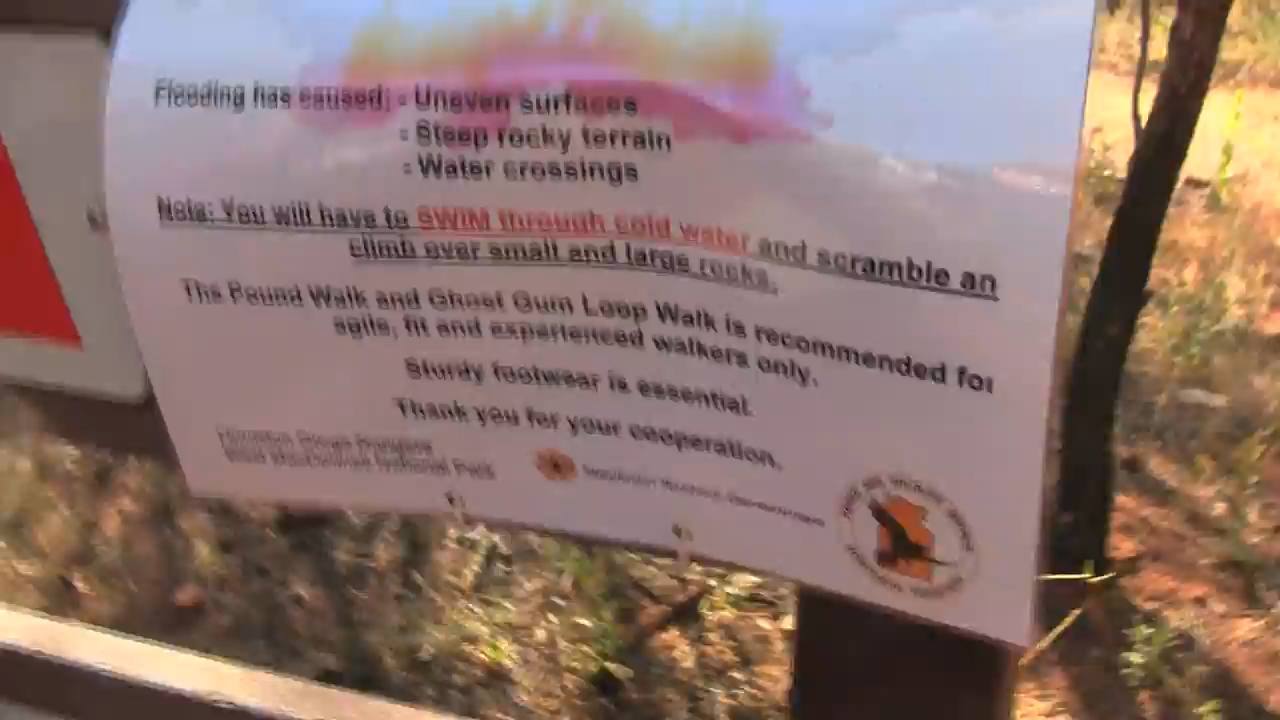 Flooding has caused: - Uneven surfaces
- Steep rocky terrain
- Water crossings
Note: You will have to SWIM through cold water and scramble an
climb over small and large rocks.
The Pound Walk and Ghost Gum Loop Walk is recommended for
agile, fit and experienced walkers only.
Sturdy footwear is essential.
Thank you for your cooperation.
National Park